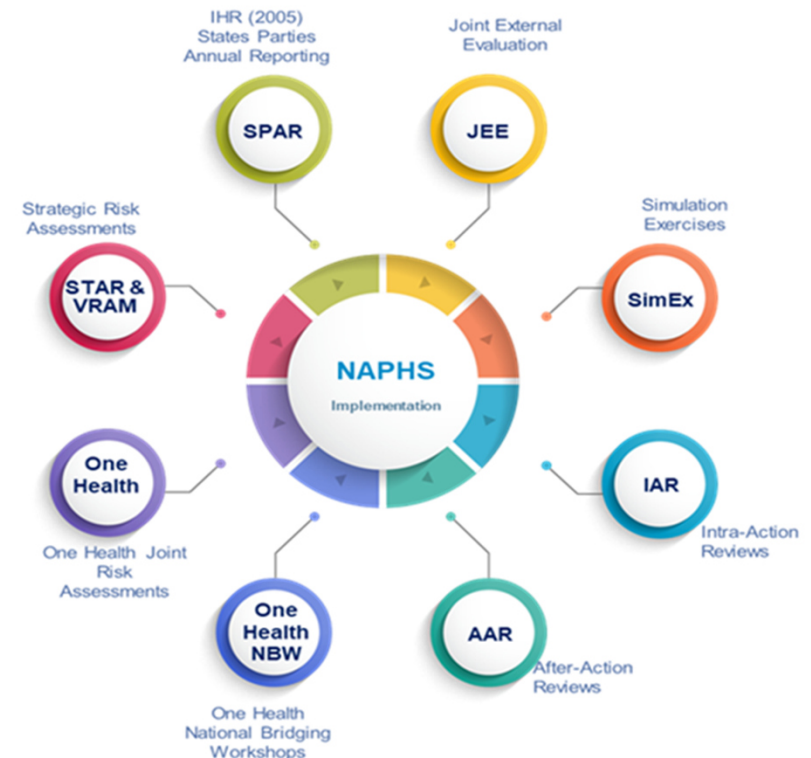 IHR (2005)
States Parties
Annual Reporting
SPAR
Joint External
Evaluation
JEE
Simulation
Exercises
SimEx
IAR
Intra-Action
Reviews
AAR
After-Action
Reviews
One
Health
NBW
One Health
National Bridging
Workshops
One
Health
One Health Joint
Risk
Assessments
Strategic Risk
Assessments
STAR &
VRAM
NAPHS
Implementation